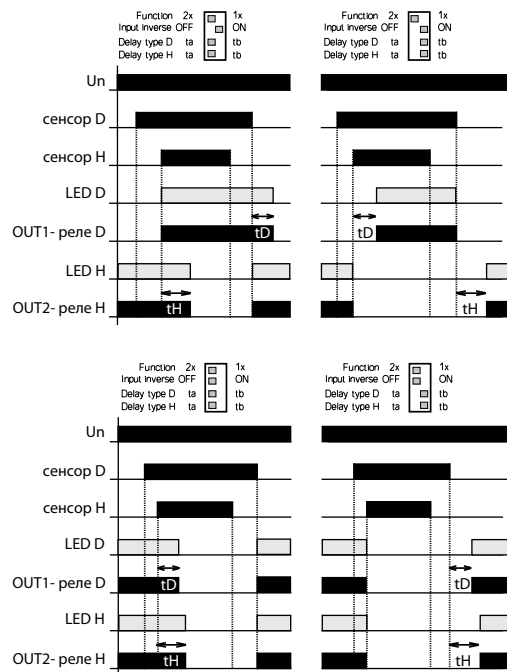 Function 2x 1x
Input inverse OFF ON
Delay type D ta tb
Delay type H ta tb
Function 2x 1x
Input inverse OFF ON
Delay type D ta tb
Delay type H ta tb
Un
сенсор D
сенсор H
LED D
OUT1- реле D tD tD
LED H
OUT2- реле H tH tH
Function 2x 1x
Input inverse OFF ON
Delay type D ta tb
Delay type H ta tb
Function 2x 1x
Input inverse OFF ON
Delay type D ta tb
Delay type H ta tb
Un
сенсор D
сенсор H
LED D
OUT1- реле D tD tD
LED H
OUT2- реле H tH tH